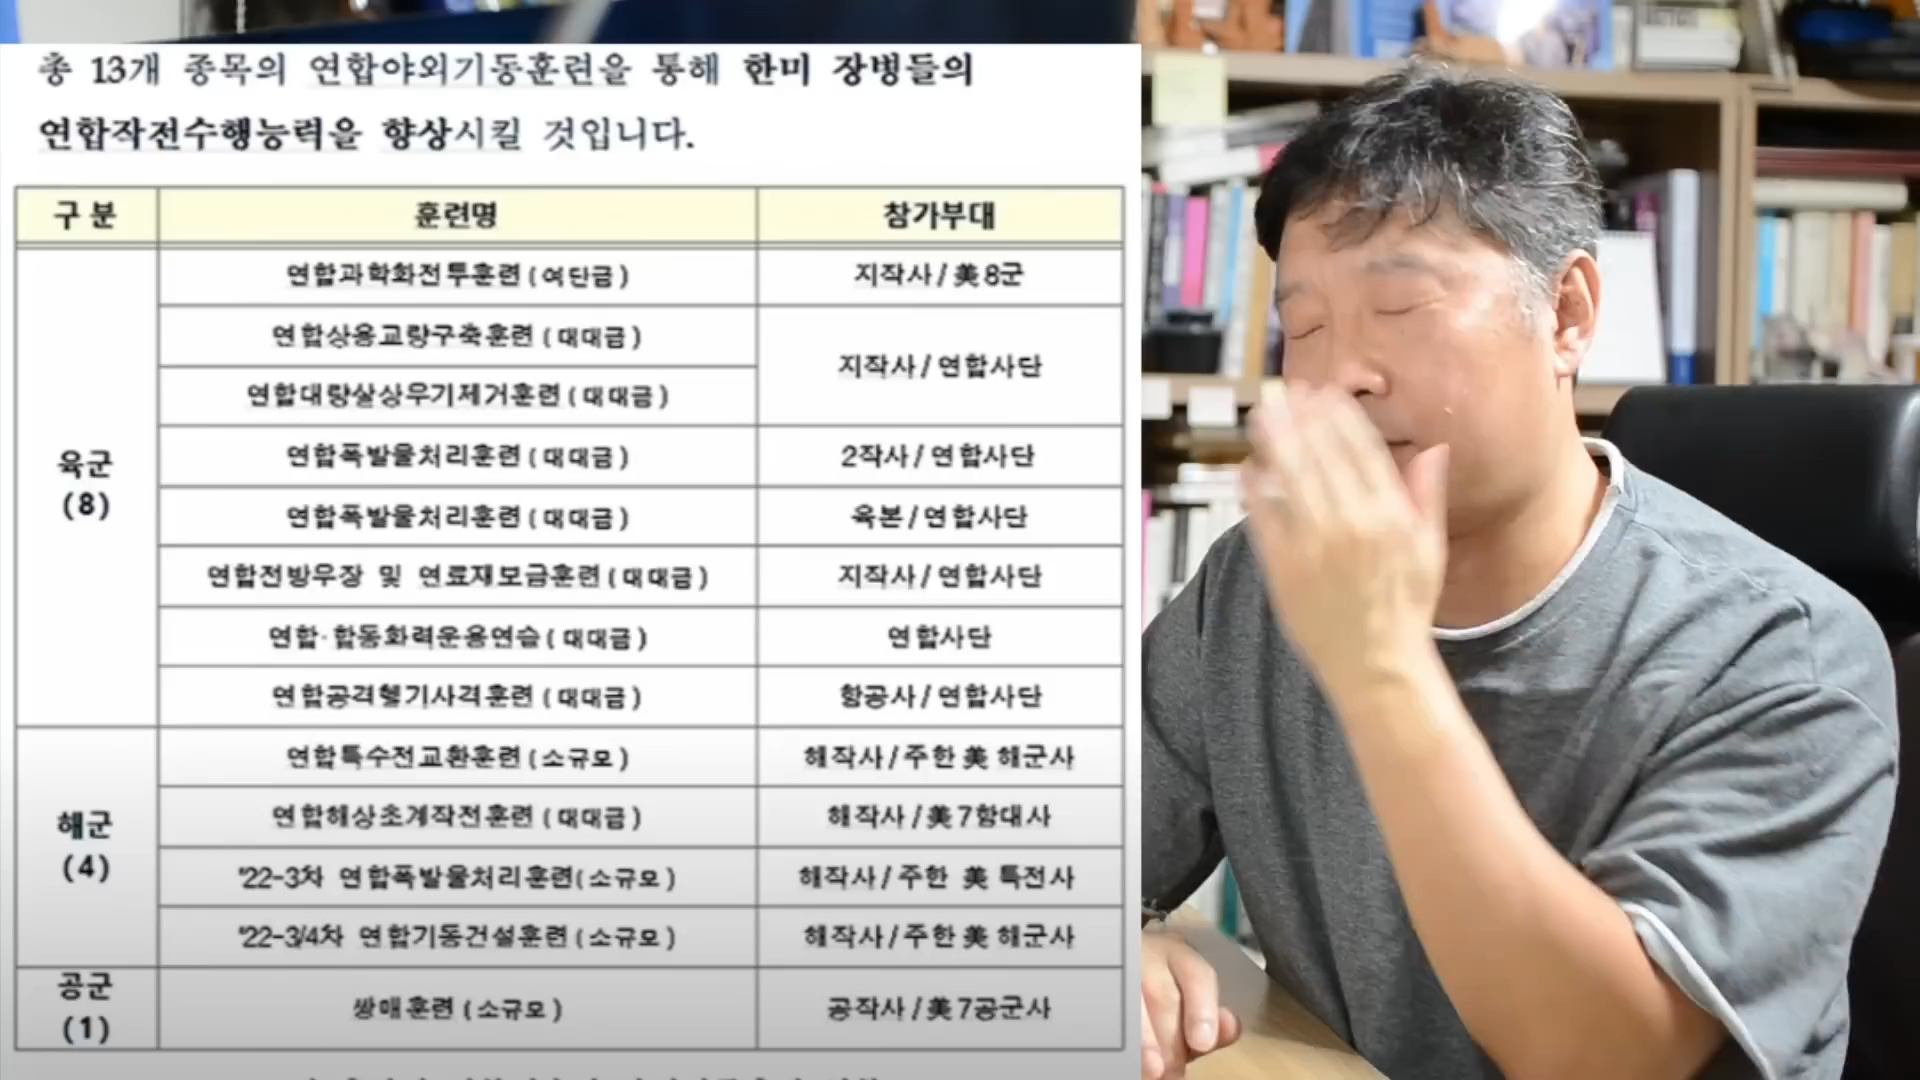 총 13개 종목의 연합야외기동훈련을 통해 한미 장병들의
연합작전수행능력을 향상시킬 것입니다.
구 분 훈련명 참가부대
육군
(8)
연합과학화전투훈련 ( 여단급 ) 지작사 / 美 8군
연합상용교량구축훈련 ( 대대급 )
연합대량살상무기제거훈련 ( 대대급 )
지작사 / 연합사단
연합폭발물처리훈련 ( 대대급 ) 2작사 / 연합사단
연합폭발물처리훈련 ( 대대급 ) 육본 / 연합사단
연합전방무장 및 연료재보급훈련 ( 대대급 ) 지작사 / 연합사단
연합·합동화력운용연습 ( 대대급 ) 연합사단
연합공격헬기사격훈련 ( 대대급 ) 항공사 / 연합사단
해군
(4)
연합특수전교환훈련 ( 소규모 ) 해작사 / 주한 美 해군사
연합해상초계작전훈련 ( 대대급 ) 해작사 / 美 7함대사
'22-3차 연합폭발물처리훈련( 소규모 ) 해작사 / 주한 美 특전사
'22-3/4차 연합기동건설훈련 ( 소규모 ) 해작사 / 주한 美 해군사
공군
(1)
쌍매훈련 ( 소규모 ) 공작사 / 美 7공군사